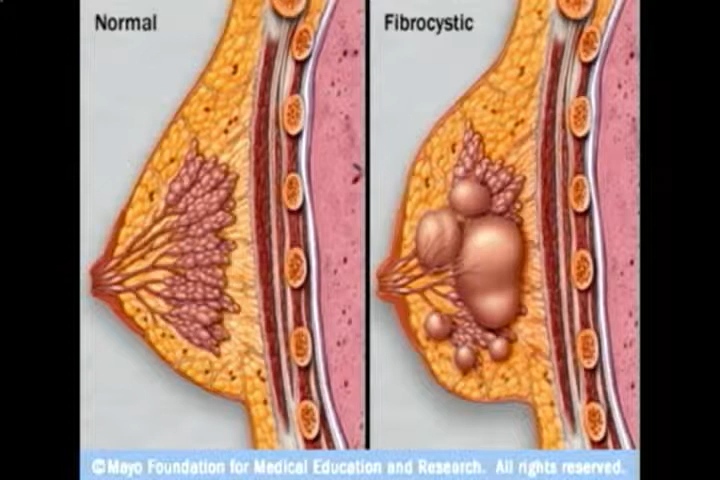 Normal
Fibrocystic
©Mayo Foundation for Medical Education and Research. All rights reserved.